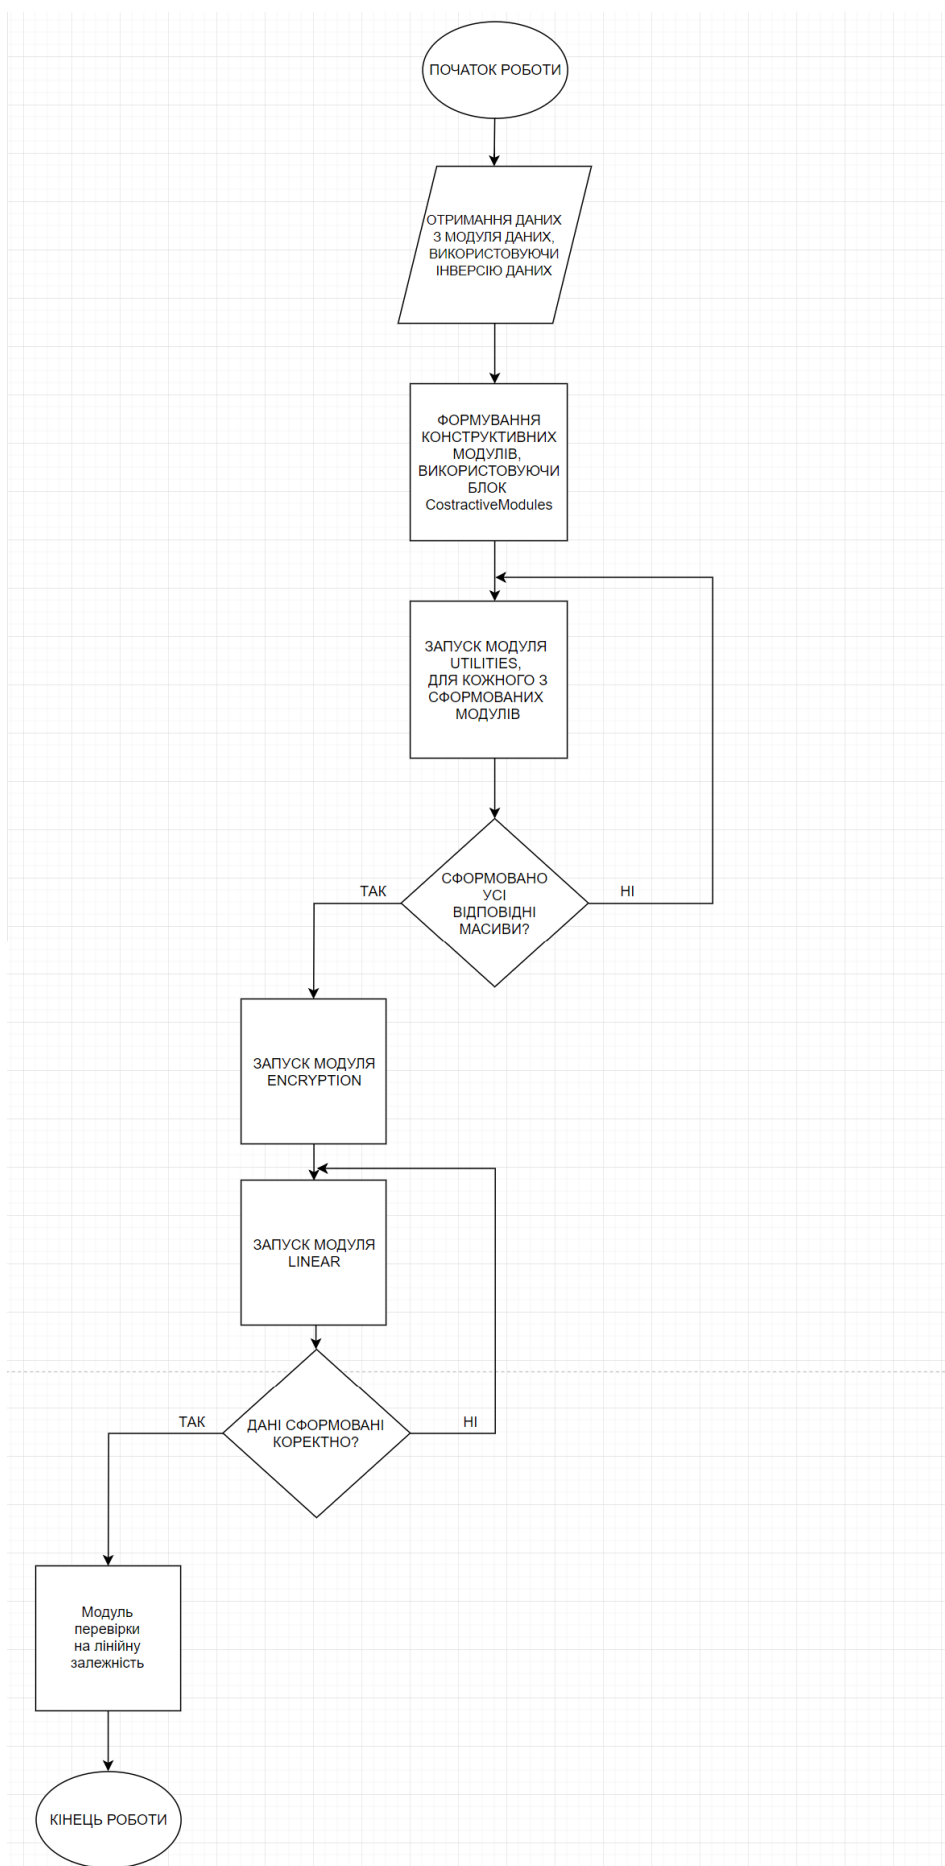 ПОЧАТОК РОБОТИ
ОТРИМАННЯ ДАНИХ
З МОДУЛЯ ДАНИХ,
ВИКОРИСТОВУЮЧИ
ІНВЕРСІЮ ДАНИХ
ФОРМУВАННЯ
КОНСТРУКТИВНИХ
МОДУЛІВ,
ВИКОРИСТОВУЮЧИ
БЛОК
CostractiveModules
ЗАПУСК МОДУЛЯ
UTILITIES,
ДЛЯ КОЖНОГО З
СФОРМОВАНИХ
МОДУЛІВ
СФОРМОВАНО
УСІ
ВІДПОВІДНІ
МАСИВИ?
ТАК
НІ
ЗАПУСК МОДУЛЯ
ENCRYPTION
ЗАПУСК МОДУЛЯ
LINEAR
ДАНІ СФОРМОВАНІ
КОРЕКТНО?
ТАК
НІ
Модуль
перевірки
на лінійну
залежність
КІНЕЦЬ РОБОТИ